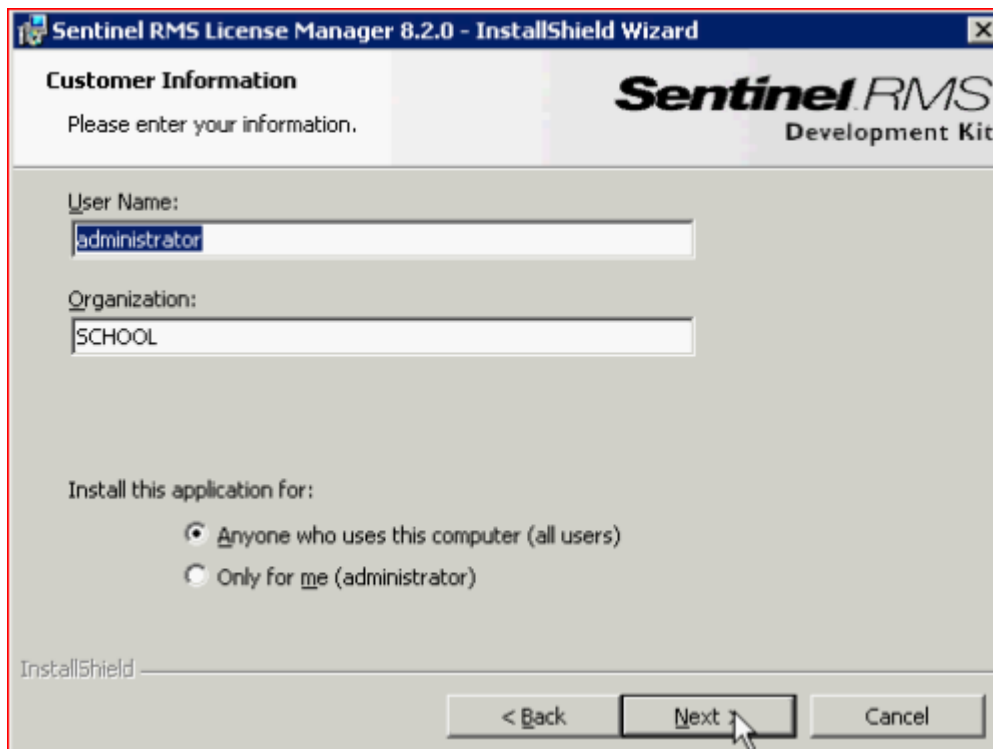 Sentinel RMS License Manager 8.2.0 - InstallShield Wizard
Customer Information
Please enter your information.
Sentinel RMS
Development Kit
User Name:
administrator
Organization:
SCHOOL
Install this application for:
Anyone who uses this computer (all users)
Only for me (administrator)
InstallShield
< Back
Next >
Cancel